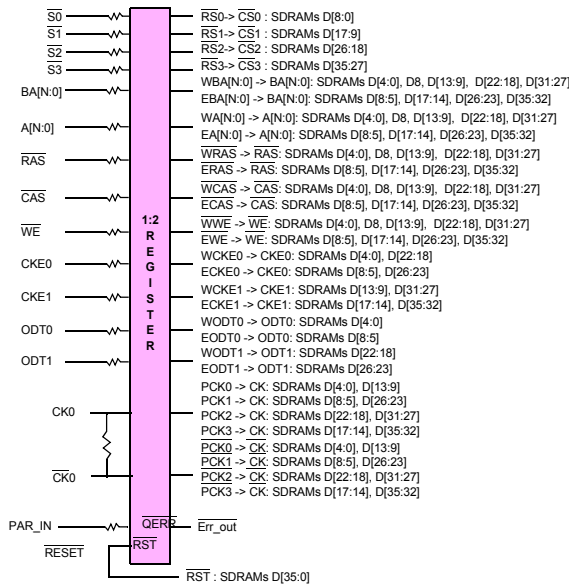 S0
S1
S2
S3
BA[N:0]
A[N:0]
RAS
CAS
WE
CKE0
CKE1
ODT0
ODT1
CK0
CK0
PAR_IN
RESET
1:2
R
E
G
I
S
T
E
R
QERR
RST
RS0-> CS0 : SDRAMs D[8:0]
RS1-> CS1 : SDRAMs D[17:9]
RS2-> CS2 : SDRAMs D[26:18]
RS3-> CS3 : SDRAMs D[35:27]
WBA[N:0] -> BA[N:0]: SDRAMs D[4:0], D8, D[13:9], D[22:18], D[31:27]
EBA[N:0] -> BA[N:0]: SDRAMs D[8:5], D[17:14], D[26:23], D[35:32]
WA[N:0] -> A[N:0]: SDRAMs D[4:0], D8, D[13:9], D[22:18], D[31:27]
EA[N:0] -> A[N:0]: SDRAMs D[8:5], D[17:14], D[26:23], D[35:32]
WRAS -> RAS: SDRAMs D[4:0], D8, D[13:9], D[22:18], D[31:27]
ERAS -> RAS: SDRAMs D[8:5], D[17:14], D[26:23], D[35:32]
WCAS -> CAS: SDRAMs D[4:0], D8, D[13:9], D[22:18], D[31:27]
ECAS -> CAS: SDRAMs D[8:5], D[17:14], D[26:23], D[35:32]
WWE -> WE: SDRAMs D[4:0], D8, D[13:9], D[22:18], D[31:27]
EWE -> WE: SDRAMs D[8:5], D[17:14], D[26:23], D[35:32]
WCKE0 -> CKE0: SDRAMs D[4:0], D[22:18]
ECKE0 -> CKE0: SDRAMs D[8:5], D[26:23]
WCKE1 -> CKE1: SDRAMs D[13:9], D[31:27]
ECKE1 -> CKE1: SDRAMs D[17:14], D[35:32]
WODT0 -> ODT0: SDRAMs D[4:0]
EODT0 -> ODT0: SDRAMs D[8:5]
WODT1 -> ODT1: SDRAMs D[22:18]
EODT1 -> ODT1: SDRAMs D[26:23]
PCK0 -> CK: SDRAMs D[4:0], D[13:9]
PCK1 -> CK: SDRAMs D[8:5], D[26:23]
PCK2 -> CK: SDRAMs D[22:18], D[31:27]
PCK3 -> CK: SDRAMs D[17:14], D[35:32]
PCK0 -> CK: SDRAMs D[4:0], D[13:9]
PCK1 -> CK: SDRAMs D[8:5], D[26:23]
PCK2 -> CK: SDRAMs D[22:18], D[31:27]
PCK3 -> CK: SDRAMs D[17:14], D[35:32]
Err_out
RST : SDRAMs D[35:0]